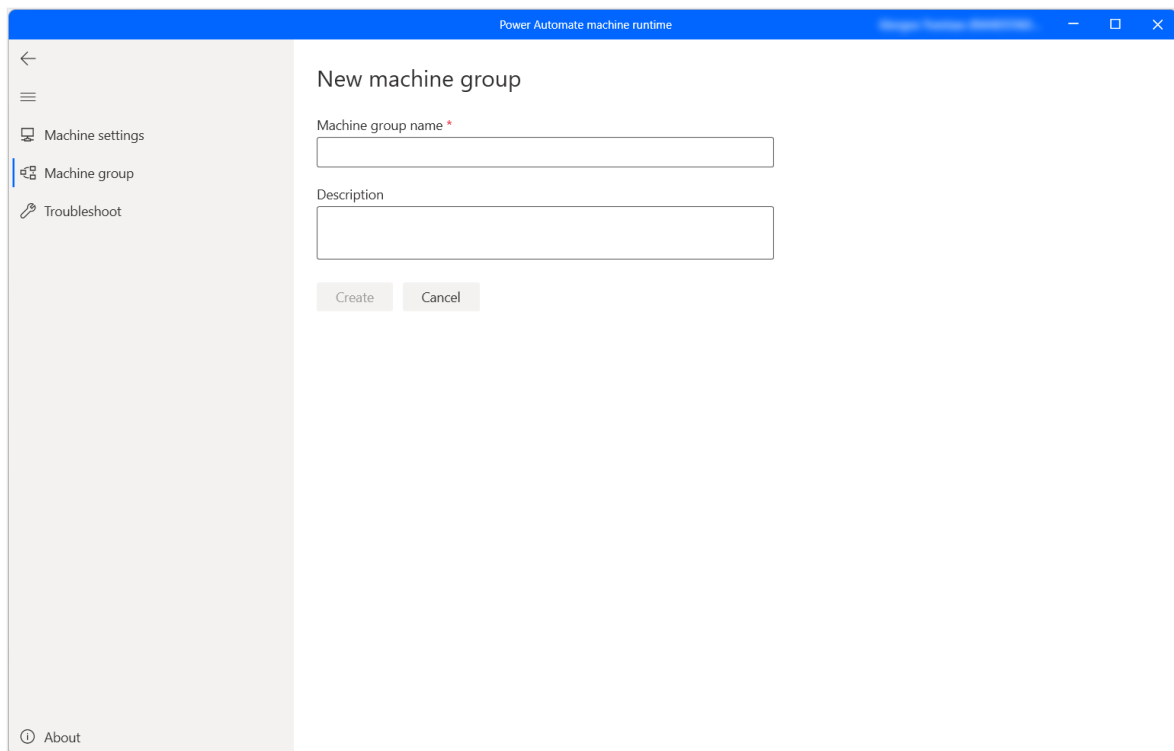 Power Automate machine runtime
Machine settings
Machine group
Troubleshoot
About
New machine group
Machine group name *
Description
Create Cancel